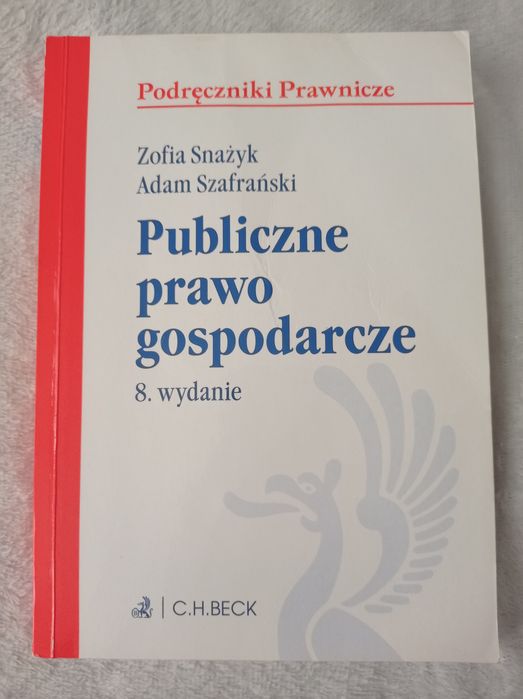 Podręczniki Prawnicze
Zofia Snażyk
Adam Szafrański
Publiczne
prawo
gospodarcze
8. wydanie
C.H.BECK